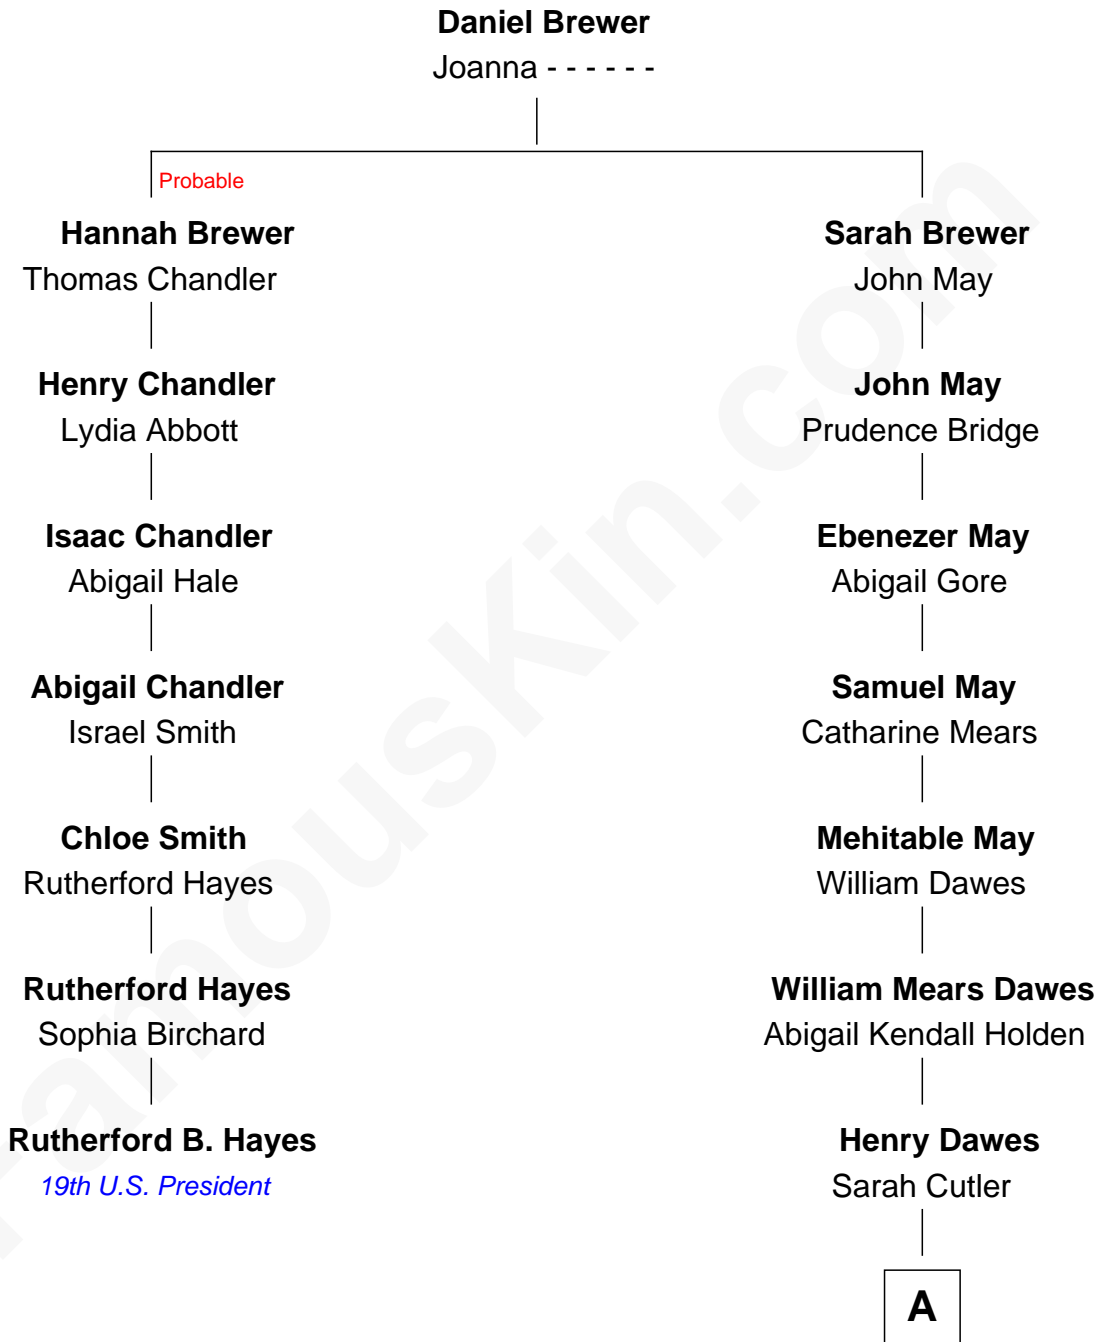 Daniel Brewer
Joanna - - - - - -
Probable
Hannah Brewer
Thomas Chandler
Sarah Brewer
John May
Henry Chandler
Lydia Abbott
John May
Prudence Bridge
Isaac Chandler
Abigail Hale
Ebenezer May
Abigail Gore
Abigail Chandler
Israel Smith
Samuel May
Catharine Mears
Chloe Smith
Rutherford Hayes
Mehitable May
William Dawes
Rutherford Hayes
Sophia Birchard
William Mears Dawes
Abigail Kendall Holden
Rutherford B. Hayes
19th U.S. President
Henry Dawes
Sarah Cutler
A
FamousKin.com